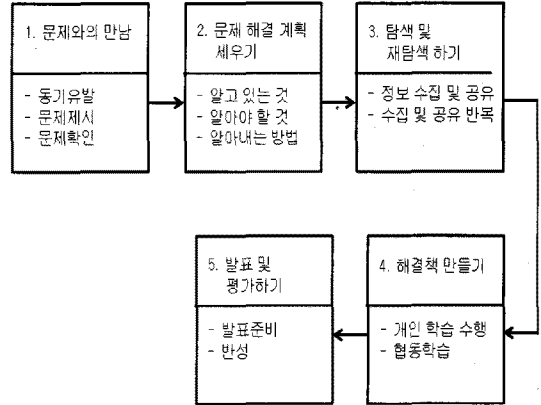 1. 문제와의 만남
- 동기유발
- 문제제시
- 문제확인
2. 문제 해결 계획
세우기
- 알고 있는 것
- 알아야 할 것
- 알아내는 방법
3. 탐색 및
재탐색 하기
- 정보 수집 및 공유
- 수집 및 공유 반복
4. 해결책 만들기
- 개인 학습 수행
- 협동학습
5. 발표 및
평가하기
- 발표준비
- 반성